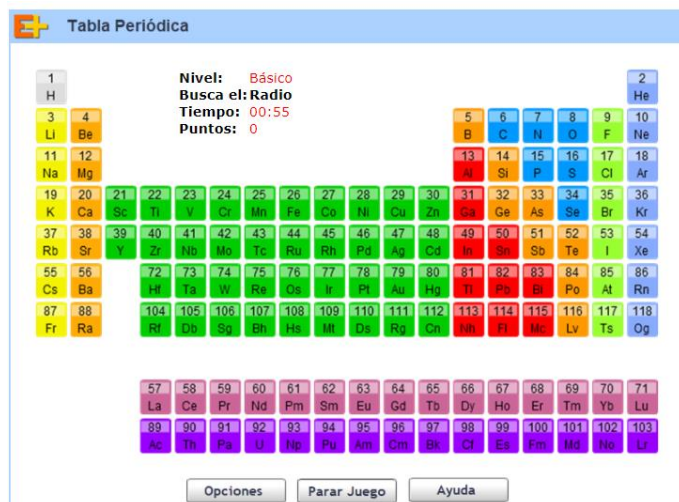 E+ Tabla Periódica
Nivel: Básico
Busca el: Radio
Tiempo: 00:55
Puntos: 0
1 2
H He
3 4 5 6 7 8 9 10
Li Be B C N O F Ne
11 12 13 14 15 16 17 18
Na Mg Al Si P S Cl Ar
19 20 21 22 23 24 25 26 27 28 29 30 31 32 33 34 35 36
K Ca Sc Ti V Cr Mn Fe Co Ni Cu Zn Ga Ge As Se Br Kr
37 38 39 40 41 42 43 44 45 46 47 48 49 50 51 52 53 54
Rb Sr Y Zr Nb Mo Tc Ru Rh Pd Ag Cd In Sn Sb Te I Xe
55 56 72 73 74 75 76 77 78 79 80 81 82 83 84 85 86
Cs Ba Hf Ta W Re Os Ir Pt Au Hg Tl Pb Bi Po At Rn
87 88 104 105 106 107 108 109 110 111 112 113 114 115 116 117 118
Fr Ra Rf Db Sg Bh Hs Mt Ds Rg Cn Nh Fl Mc Lv Ts Og
57 58 59 60 61 62 63 64 65 66 67 68 69 70 71
La Ce Pr Nd Pm Sm Eu Gd Tb Dy Ho Er Tm Yb Lu
89 90 91 92 93 94 95 96 97 98 99 100 101 102 103
Ac Th Pa U Np Pu Am Cm Bk Cf Es Fm Md No Lr
Opciones Parar Juego Ayuda